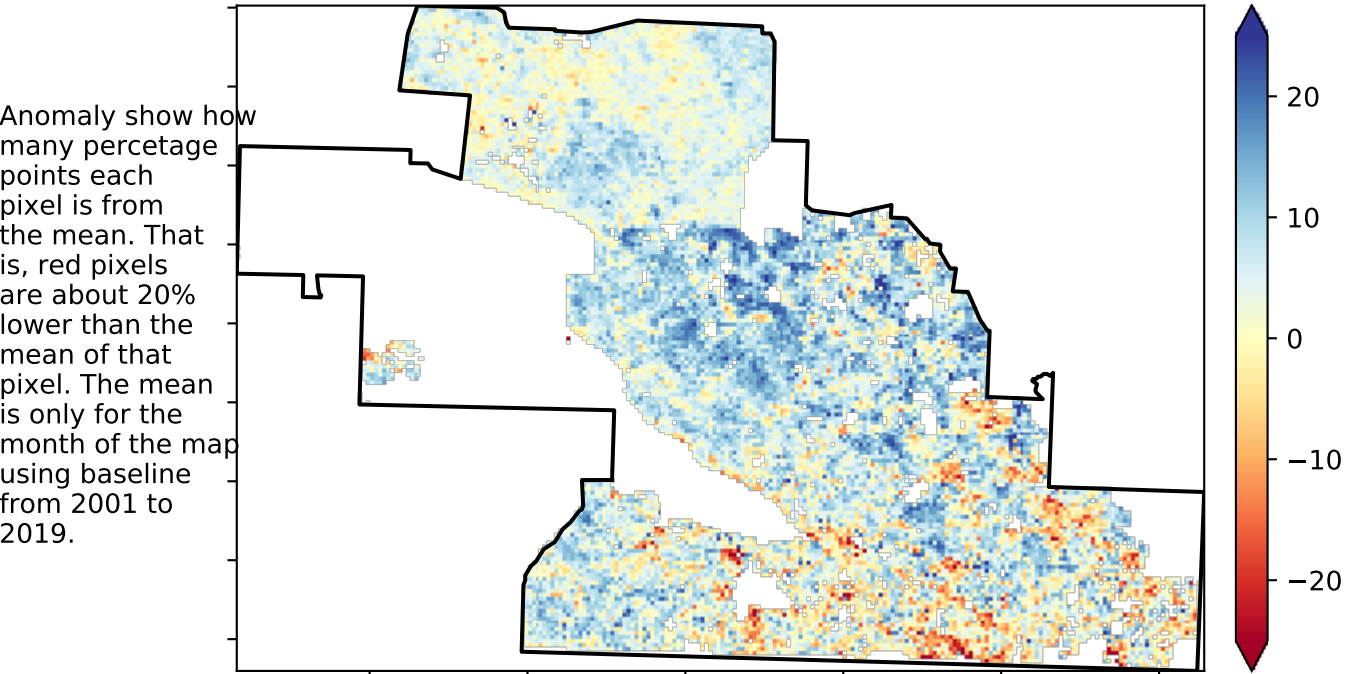 Anomaly show how
many percetage
points each
pixel is from
the mean. That
is, red pixels
are about 20%
lower than the
mean of that
pixel. The mean
is only for the
month of the map
using baseline
from 2001 to
2019.
20
10
0
−10
−20